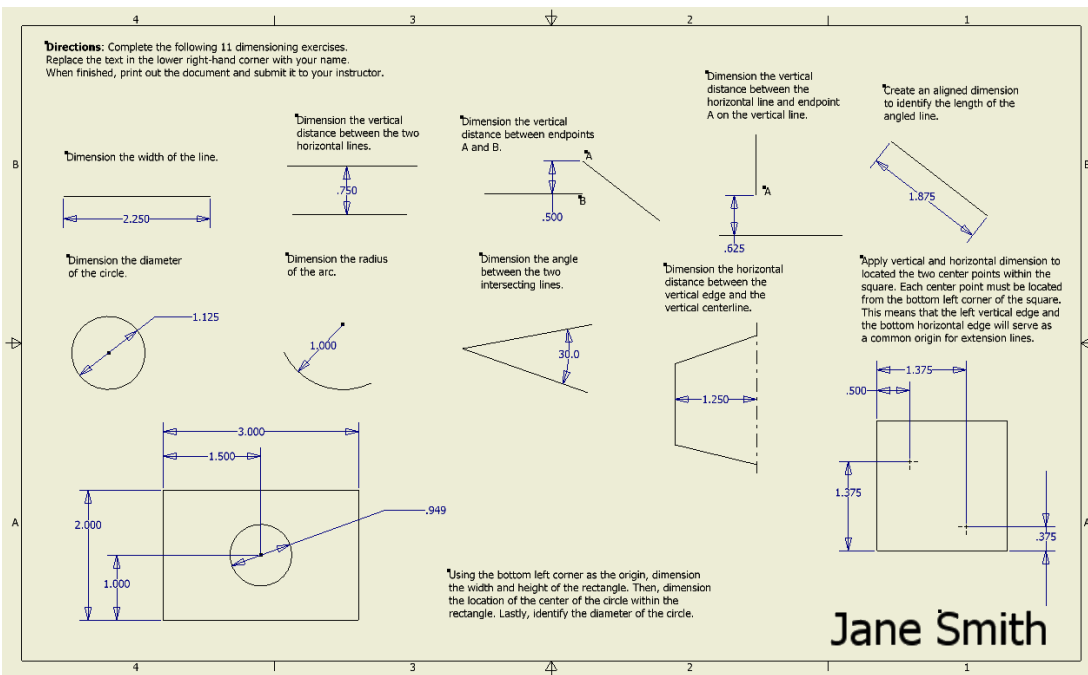 4 3 2 1
Directions: Complete the following 11 dimensioning exercises.
Replace the text in the lower right-hand corner with your name.
When finished, print out the document and submit it to your instructor.
B
Dimension the width of the line.
2.250
Dimension the vertical
distance between the two
horizontal lines.
.750
Dimension the vertical
distance between endpoints
A and B.
A
B
.500
Dimension the vertical
distance between the
horizontal line and endpoint
A on the vertical line.
A
.625
Create an aligned dimension
to identify the length of the
angled line.
1.875
Dimension the diameter
of the circle.
1.125
Dimension the radius
of the arc.
1.000
Dimension the angle
between the two
intersecting lines.
30.0
Dimension the horizontal
distance between the
vertical edge and the
vertical centerline.
1.250
Apply vertical and horizontal dimension to
located the two center points within the
square. Each center point must be located
from the bottom left corner of the square.
This means that the left vertical edge and
the bottom horizontal edge will serve as
a common origin for extension lines.
1.375
.500
1.375
.375
3.000
1.500
.949
2.000
1.000
A
A
Using the bottom left corner as the origin, dimension
the width and height of the rectangle. Then, dimension
the location of the center of the circle within the
rectangle. Lastly, identify the diameter of the circle.
Jane Smith
4 3 2 1